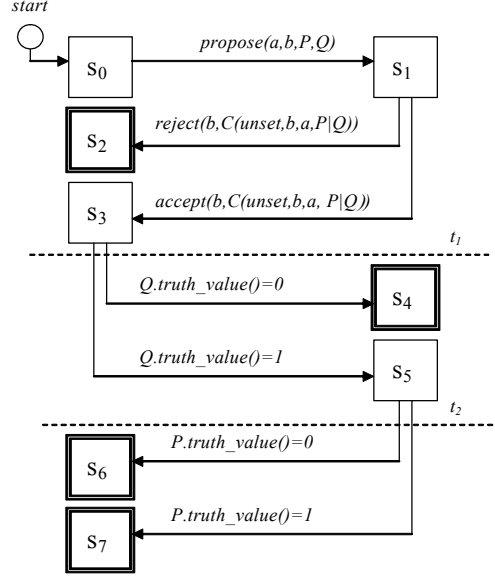 start
propose(a,b,P,Q)
s0
s1
reject(b,C(unset,b,a,P|Q))
s2
accept(b,C(unset,b,a, P|Q))
s3
t1
Q.truth_value()=0
s4
Q.truth_value()=1
s5
t2
P.truth_value()=0
s6
P.truth_value()=1
s7